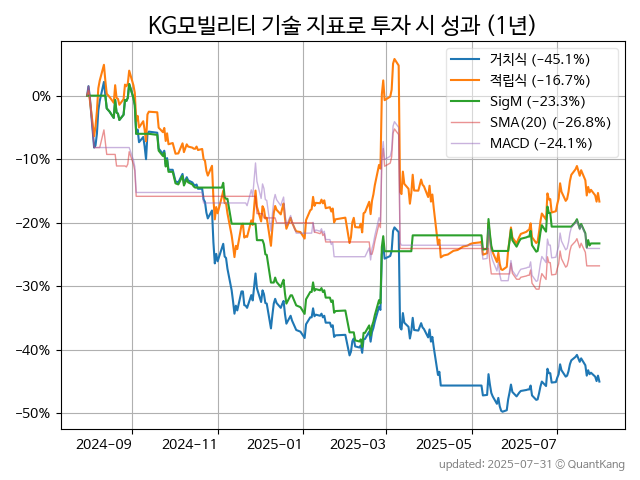 KG모빌리티 기술 지표로 투자 시 성과 (1년)
거치식 (−45.1%)
적립식 (−16.7%)
SigM (−23.3%)
SMA(20) (−26.8%)
MACD (−24.1%)
0%
−10%
−20%
−30%
−40%
−50%
2024-09 2024-11 2025-01 2025-03 2025-05 2025-07
updated: 2025-07-31 © QuantKang